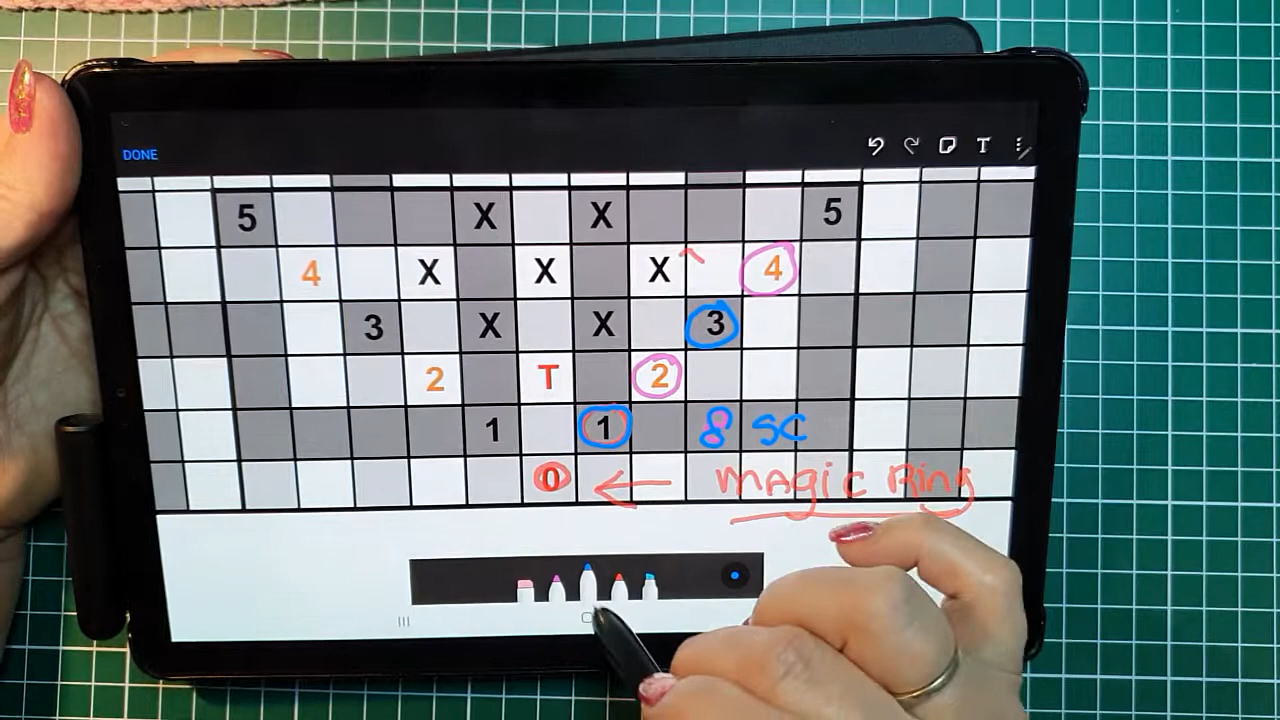 DONE T
5 X X 5
4 X X X 4
3 X X 3
2 T 2
1 1 8 SC
0 MAgic Ring